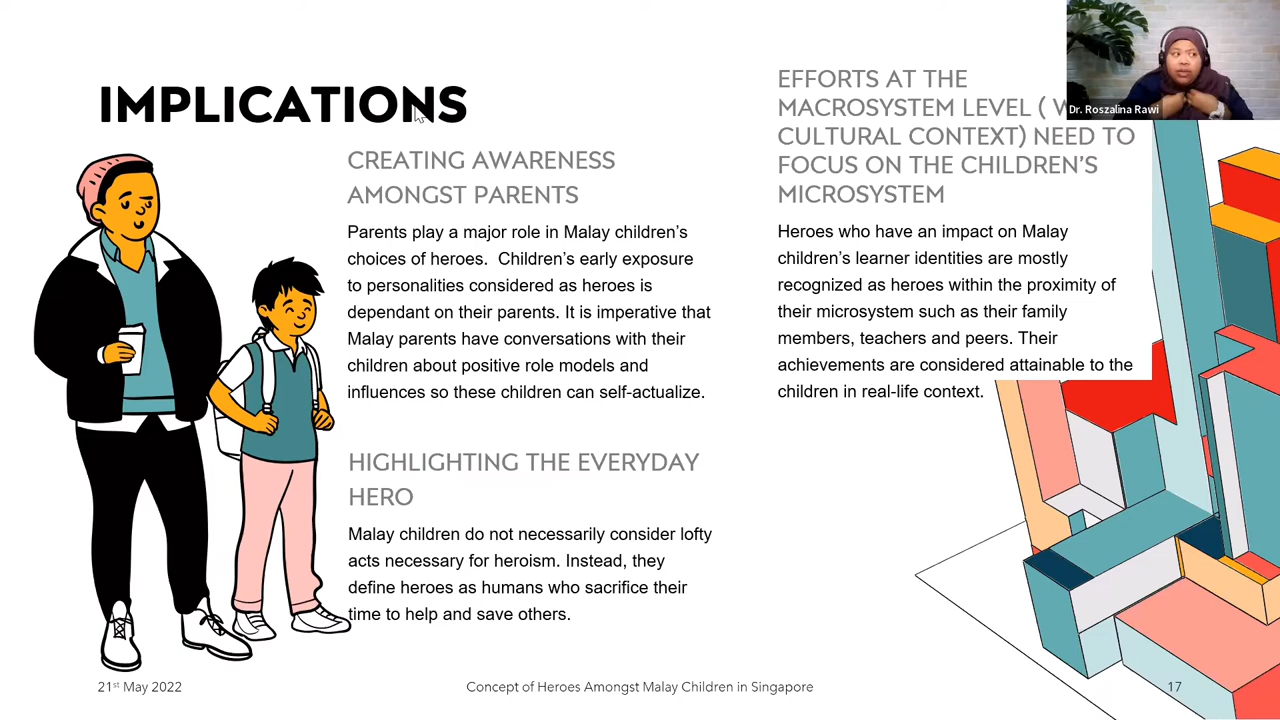 IMPLICATIONS
CREATING AWARENESS
AMONGST PARENTS
Parents play a major role in Malay children's
choices of heroes. Children's early exposure
to personalities considered as heroes is
dependant on their parents. It is imperative that
Malay parents have conversations with their
children about positive role models and
influences so these children can self-actualize.
HIGHLIGHTING THE EVERYDAY
HERO
Malay children do not necessarily consider lofty
acts necessary for heroism. Instead, they
define heroes as humans who sacrifice their
time to help and save others.
EFFORTS AT THE
MACROSYSTEM LEVEL (
CULTURAL CONTEXT) NEED TO
FOCUS ON THE CHILDREN'S
MICROSYSTEM
Heroes who have an impact on Malay
children's learner identities are mostly
recognized as heroes within the proximity of
their microsystem such as their family
members, teachers and peers. Their
achievements are considered attainable to the
children in real-life context.
Dr. Roszalina Rawi
21st May 2022
Concept of Heroes Amongst Malay Children in Singapore
17